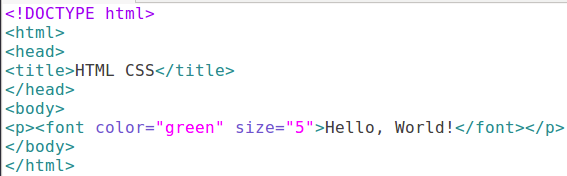 <!DOCTYPE html>
<html>
<head>
<title>HTML CSS</title>
</head>
<body>
<p><font color="green" size="5">Hello, World!</font></p>
</body>
</html>